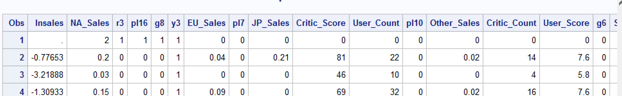 Obs lnsales NA_Sales r3 pl16 g8 y3 EU_Sales pl7 JP_Sales Critic_Score User_Count pl10 Other_Sales Critic_Count User_Score g6
1 . 2 1 1 1 1 0 0 0 0 0 0 0 0 0 0
2 -0.77653 0.2 0 0 0 1 0.04 0 0.21 81 22 0 0.02 14 7.6 0
3 -3.21888 0.03 0 0 0 1 0 0 0 46 10 0 0 4 5.8 0
4 -1.30933 0.15 0 0 0 1 0.09 0 0 69 32 0 0.02 16 7.6 0